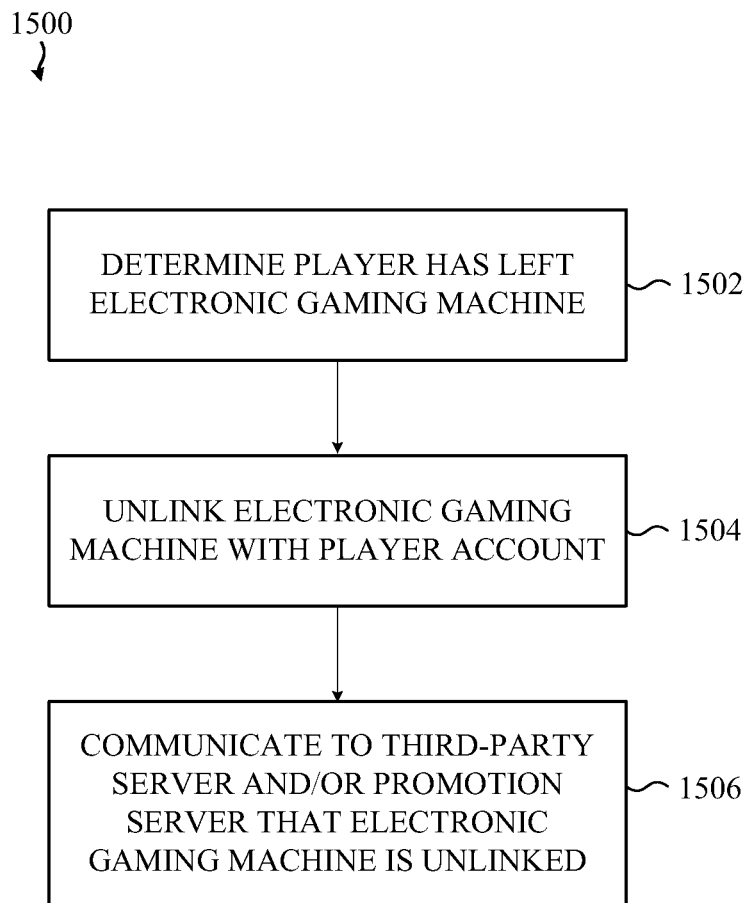 1500
DETERMINE PLAYER HAS LEFT
ELECTRONIC GAMING MACHINE
1502
UNLINK ELECTRONIC GAMING
MACHINE WITH PLAYER ACCOUNT
1504
COMMUNICATE TO THIRD-PARTY
SERVER AND/OR PROMOTION
SERVER THAT ELECTRONIC
GAMING MACHINE IS UNLINKED
1506